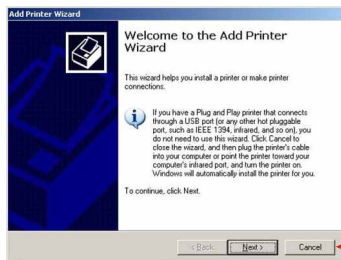 Add Printer Wizard
Welcome to the Add Printer
Wizard
This wizard helps you install a printer or make printer
connections.
If you have a Plug and Play printer that connects
through a USB port (or any other hot pluggable
port, such as IEEE 1394, infrared, and so on), you
do not need to use this wizard. Click Cancel to
close the wizard, and then plug the printer's cable
into your computer or point the printer toward your
computer's infrared port, and turn the printer on.
Windows will automatically install the printer for you.
To continue, click Next.
< Back Next > Cancel